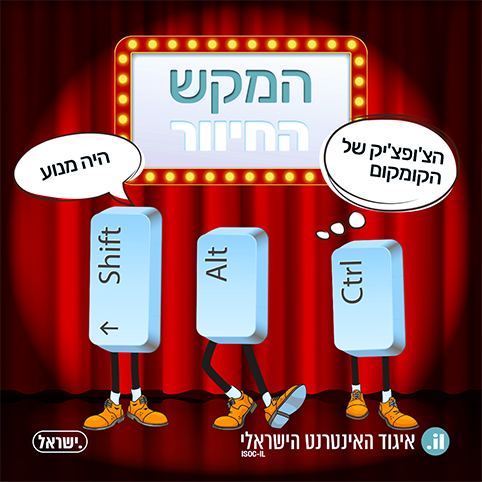 המקש
החיוור
היה מנוע
הצ'ופצ'יק של
הקומקום
Shift
↑
Alt
Ctrl
.ישראל
איגוד האינטרנט הישראלי
ISOC-IL
.il